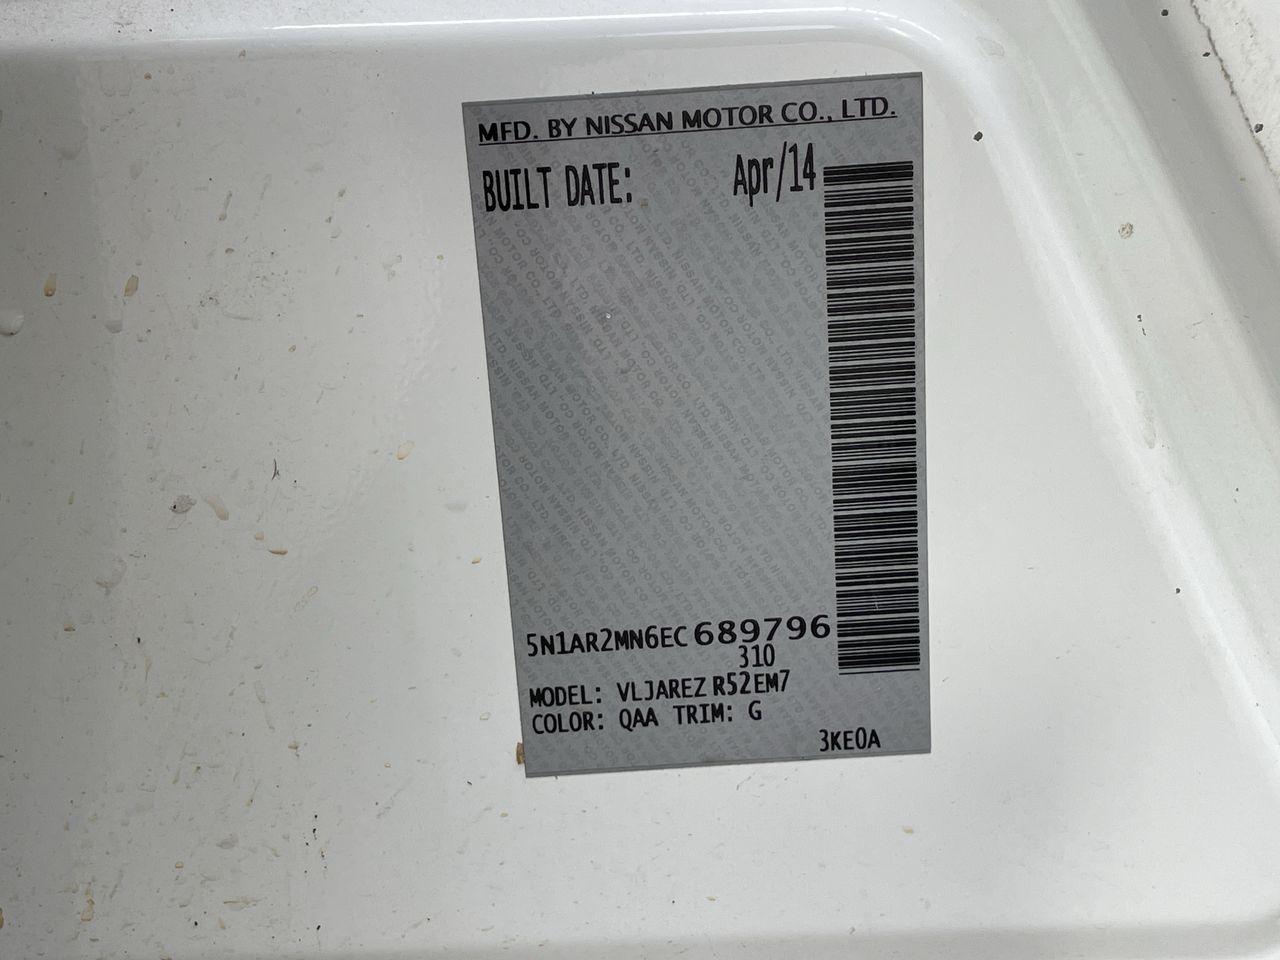 MFD. BY NISSAN MOTOR CO., LTD.
BUILT DATE: Apr/14
5N1AR2MN6EC689796
310
MODEL: VLJAREZ R52EM7
COLOR: QAA TRIM: G
3KE0A